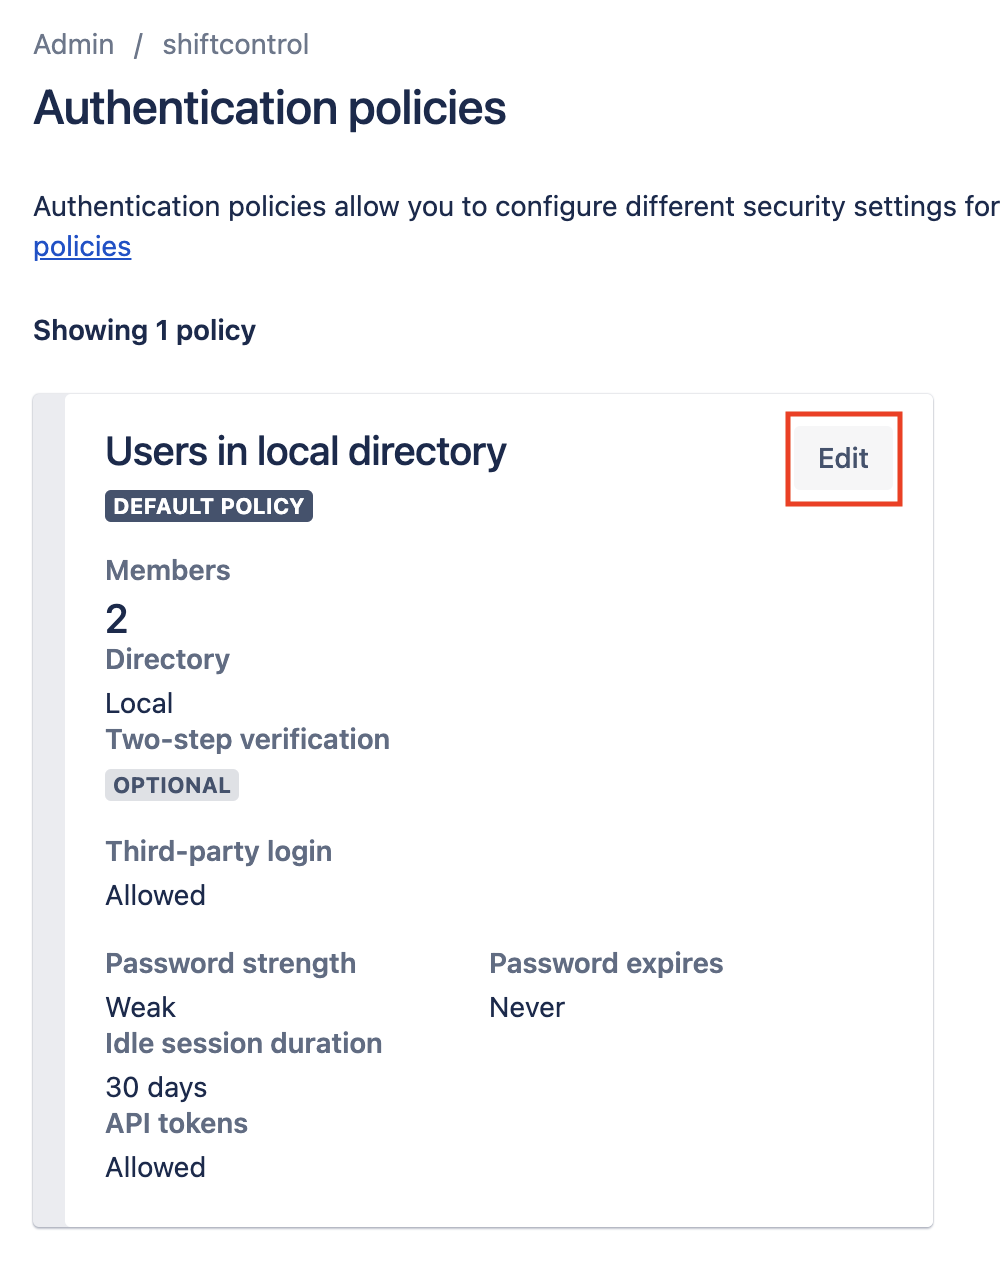 Admin / shiftcontrol
Authentication policies
Authentication policies allow you to configure different security settings for
policies
Showing 1 policy
Users in local directory
Edit
DEFAULT POLICY
Members
2
Directory
Local
Two-step verification
OPTIONAL
Third-party login
Allowed
Password strength Password expires
Weak Never
Idle session duration
30 days
API tokens
Allowed